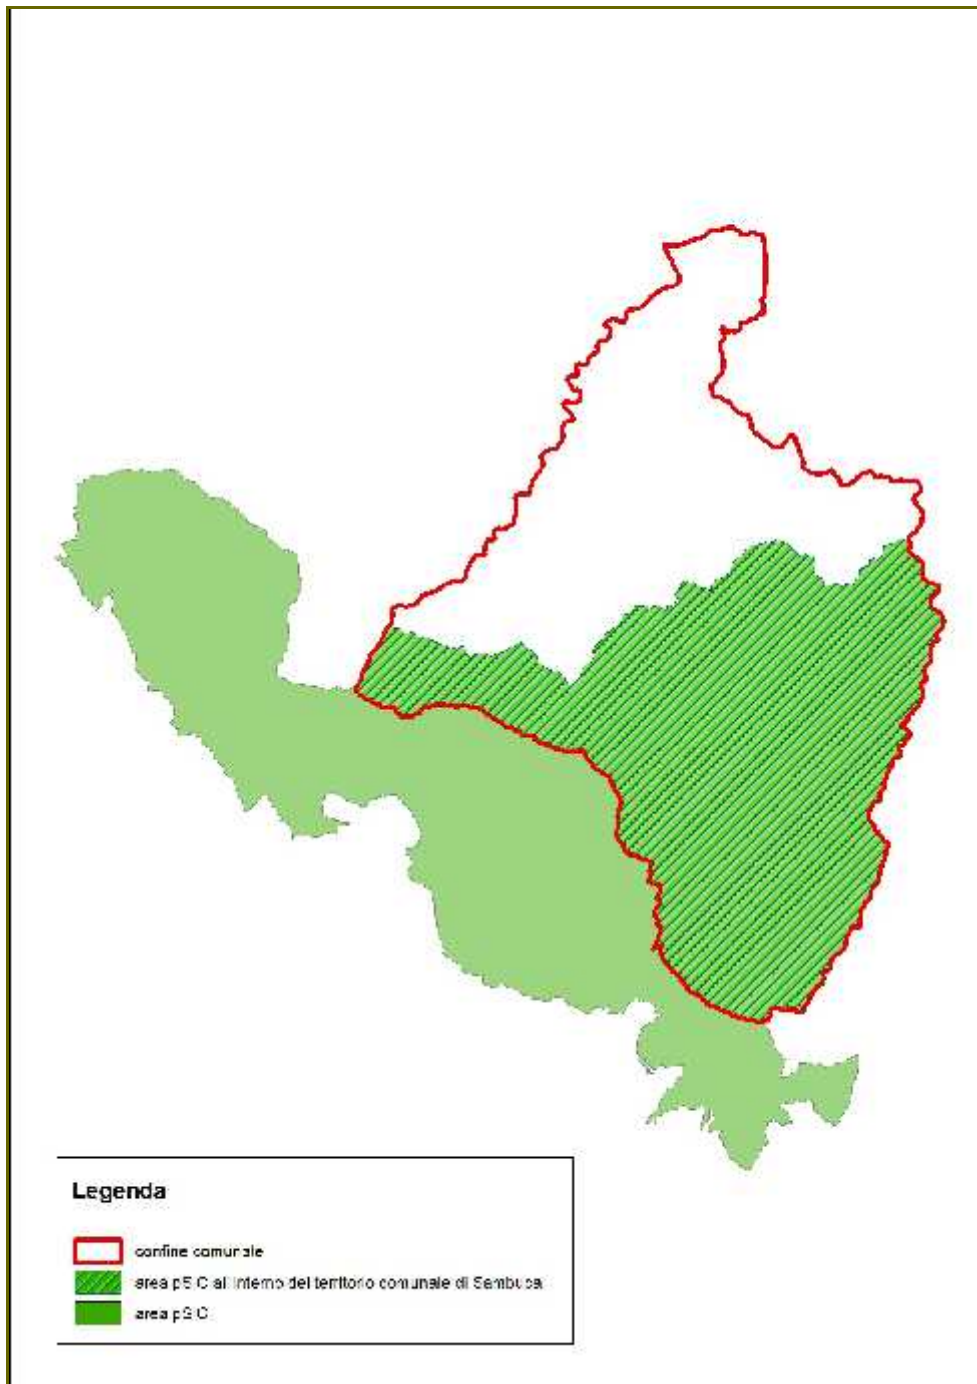 Legenda
confine comunale
area pSIC all'interno del territorio comunale di Sambuca
area pSIC